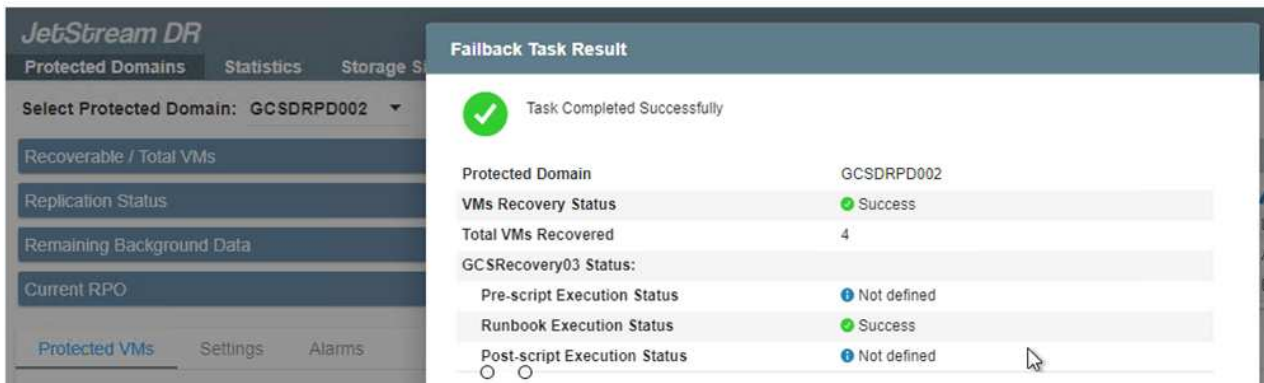 JetStream DR
Protected Domains Statistics Storage Si
Select Protected Domain: GCSDRPD002
Recoverable / Total VMs
Replication Status
Remaining Background Data
Current RPO
Protected VMs Settings Alarms
Failback Task Result
Task Completed Successfully
Protected Domain GCSDRPD002
VMs Recovery Status Success
Total VMs Recovered 4
GCSRecovery03 Status:
Pre-script Execution Status Not defined
Runbook Execution Status Success
Post-script Execution Status Not defined